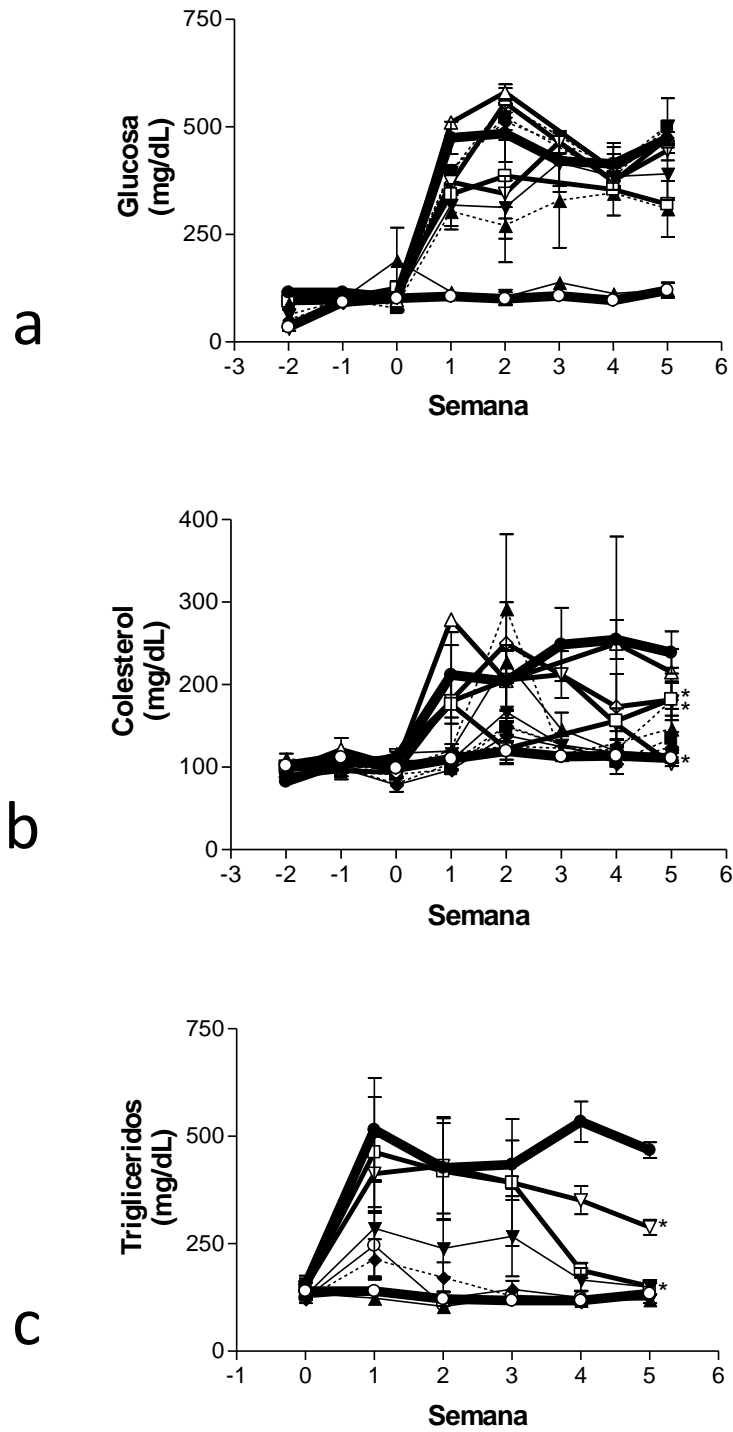 a
Glucosa
(mg/dL)
750
500
250
0
-3 -2 -1 0 1 2 3 4 5 6
Semana
b
Colesterol
(mg/dL)
400
300
200
100
0
-3 -2 -1 0 1 2 3 4 5 6
*
*
*
Semana
c
Trigliceridos
(mg/dL)
750
500
250
0
-1 0 1 2 3 4 5 6
*
*
Semana